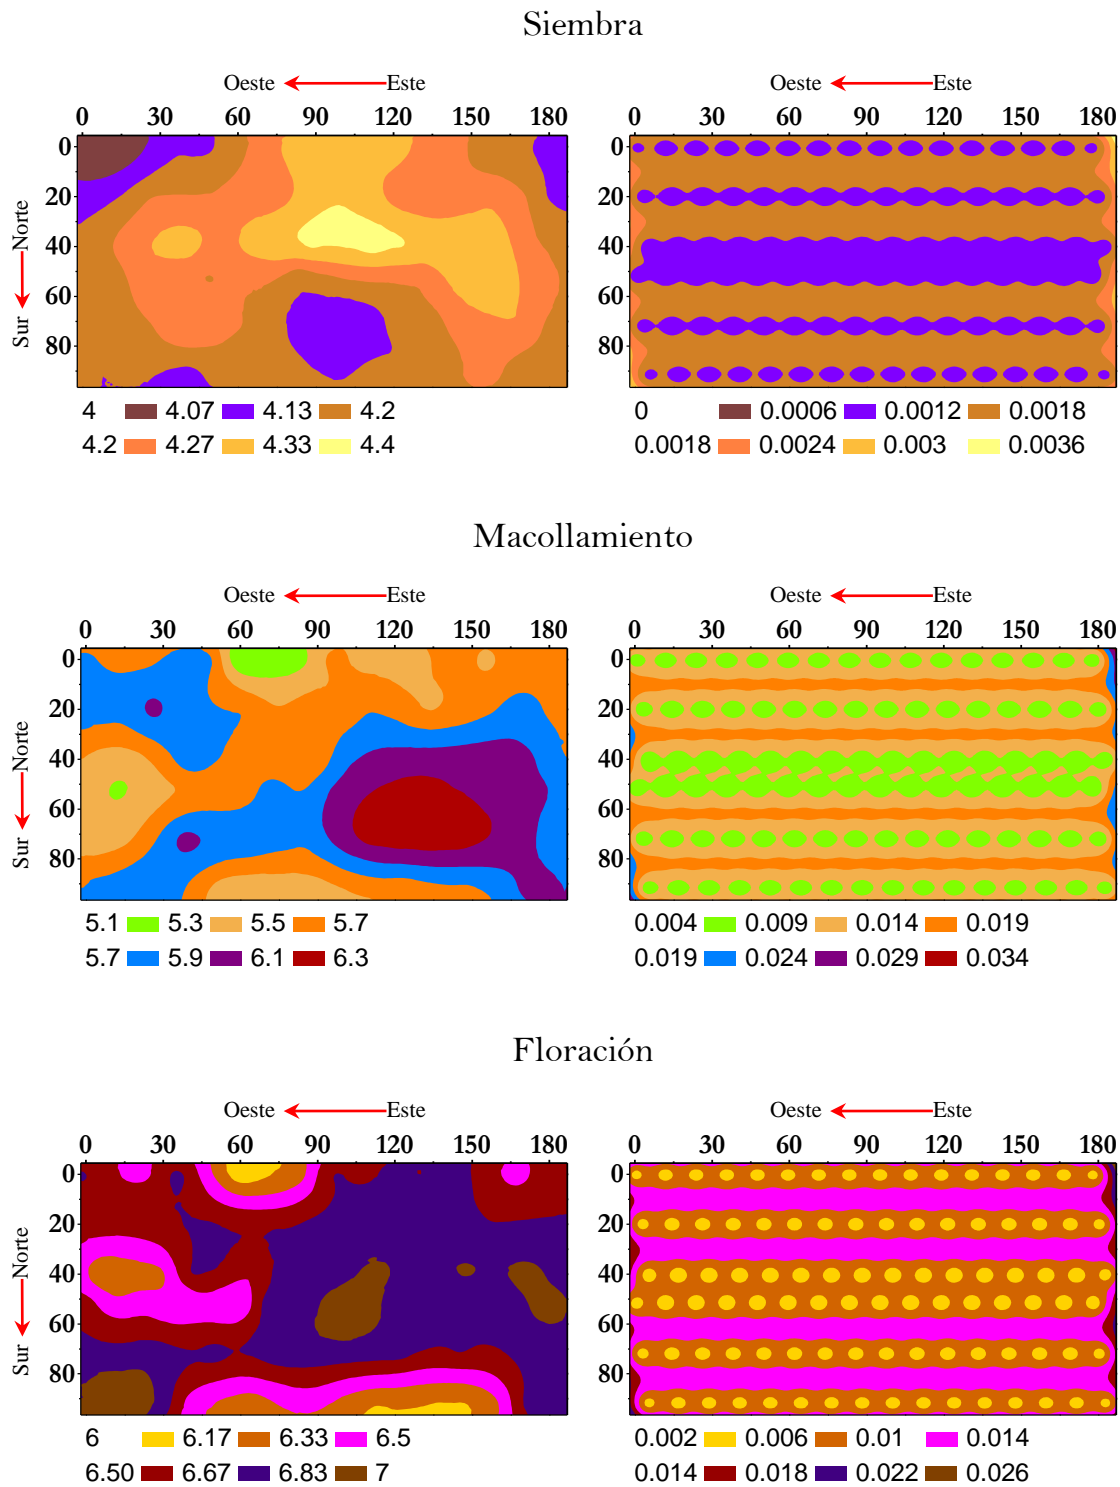 Siembra
Oeste Este Oeste Este
0 30 60 90 120 150 180 0 30 60 90 120 150 180
0 0
20 20
40 40
60 60
80 80
Norte
Sur
4 4.07 4.13 4.2 0 0.0006 0.0012 0.0018
4.2 4.27 4.33 4.4 0.0018 0.0024 0.003 0.0036
Macollamiento
Oeste Este Oeste Este
0 30 60 90 120 150 180 0 30 60 90 120 150 180
0 0
20 20
40 40
60 60
80 80
Norte
Sur
5.1 5.3 5.5 5.7 0.004 0.009 0.014 0.019
5.7 5.9 6.1 6.3 0.019 0.024 0.029 0.034
Floración
Oeste Este Oeste Este
0 30 60 90 120 150 180 0 30 60 90 120 150 180
0 0
20 20
40 40
60 60
80 80
Norte
Sur
6 6.17 6.33 6.5 0.002 0.006 0.01 0.014
6.50 6.67 6.83 7 0.014 0.018 0.022 0.026